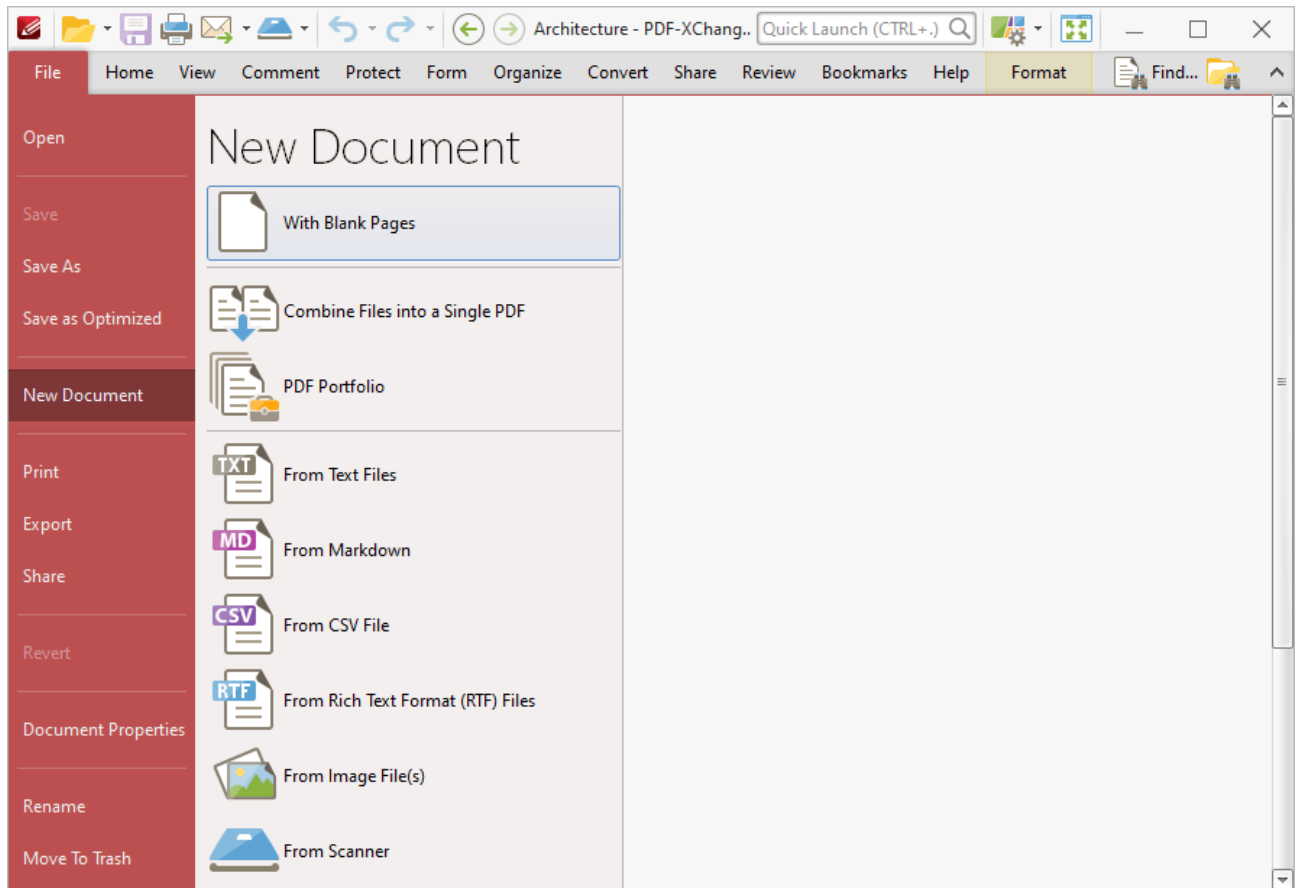 Architecture - PDF-XChang.. Quick Launch (CTRL+.)
File Home View Comment Protect Form Organize Convert Share Review Bookmarks Help Format Find...
Open
Save
Save As
Save as Optimized
New Document
Print
Export
Share
Revert
Document Properties
Rename
Move To Trash
New Document
With Blank Pages
Combine Files into a Single PDF
PDF Portfolio
TXT From Text Files
MD From Markdown
CSV From CSV File
RTF From Rich Text Format (RTF) Files
From Image File(s)
From Scanner